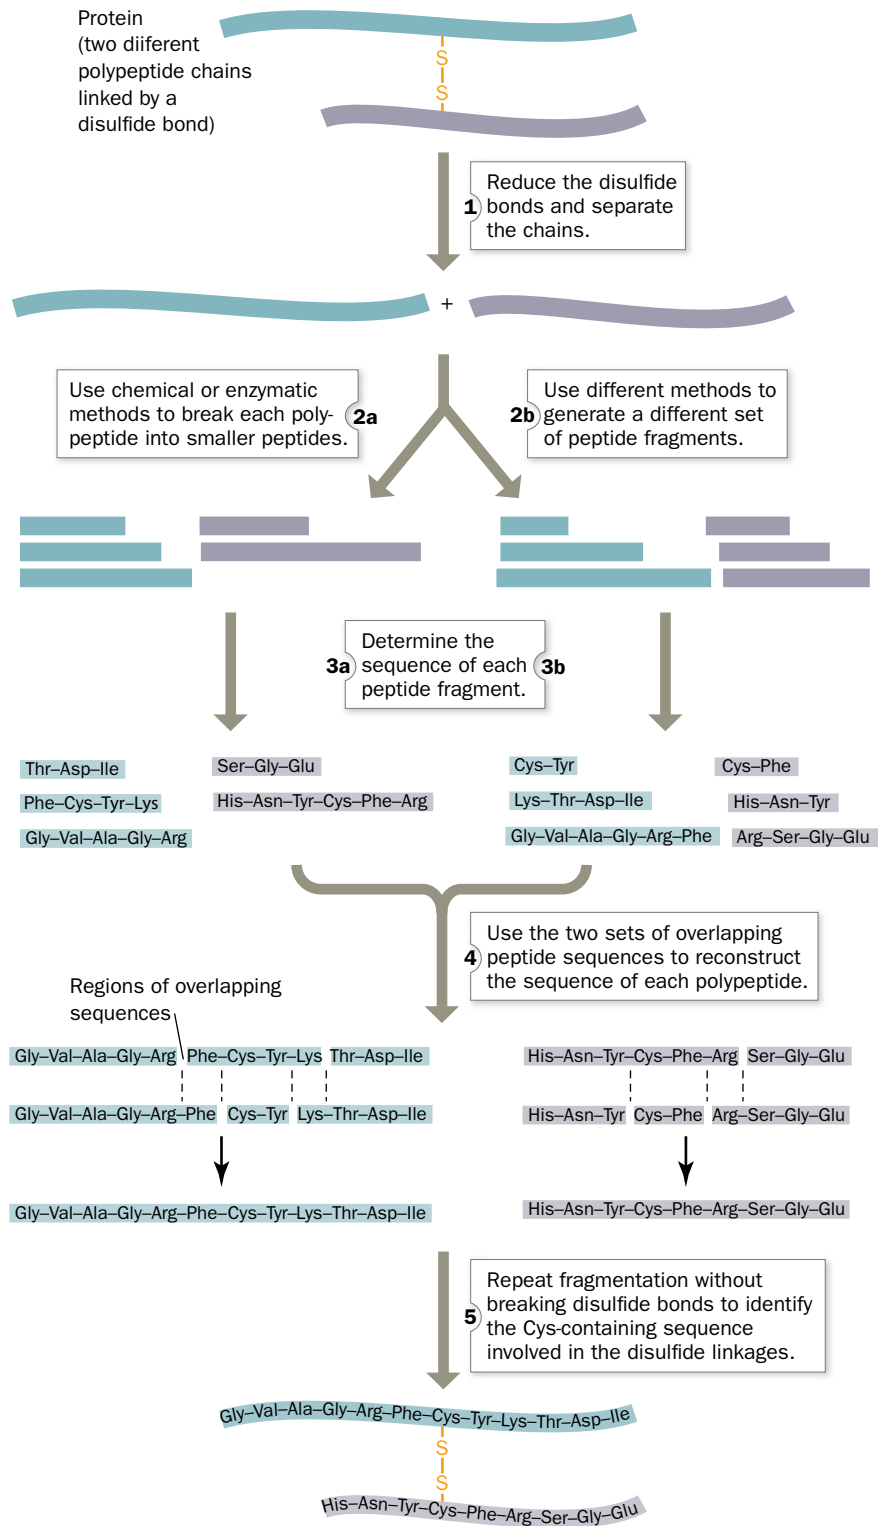 Protein
(two diifferent
polypeptide chains
linked by a
disulfide bond)
S
S
1
Reduce the disulfide
bonds and separate
the chains.
+
Use chemical or enzymatic
methods to break each poly-
peptide into smaller peptides.
2a
2b
Use different methods to
generate a different set
of peptide fragments.
3a
Determine the
sequence of each
peptide fragment.
3b
Thr–Asp–Ile
Phe–Cys–Tyr–Lys
Gly–Val–Ala–Gly–Arg
Ser–Gly–Glu
His–Asn–Tyr–Cys–Phe–Arg
Cys–Tyr
Lys–Thr–Asp–Ile
Gly–Val–Ala–Gly–Arg–Phe
Cys–Phe
His–Asn–Tyr
Arg–Ser–Gly–Glu
4
Use the two sets of overlapping
peptide sequences to reconstruct
the sequence of each polypeptide.
Regions of overlapping
sequences
Gly–Val–Ala–Gly–Arg Phe–Cys–Tyr–Lys Thr–Asp–Ile
Gly–Val–Ala–Gly–Arg–Phe Cys–Tyr Lys–Thr–Asp–Ile
Gly–Val–Ala–Gly–Arg–Phe–Cys–Tyr–Lys–Thr–Asp–Ile
His–Asn–Tyr–Cys–Phe–Arg Ser–Gly–Glu
His–Asn–Tyr Cys–Phe Arg–Ser–Gly–Glu
His–Asn–Tyr–Cys–Phe–Arg–Ser–Gly–Glu
5
Repeat fragmentation without
breaking disulfide bonds to identify
the Cys-containing sequence
involved in the disulfide linkages.
Gly–Val–Ala–Gly–Arg–Phe–Cys–Tyr–Lys–Thr–Asp–Ile
S
S
His–Asn–Tyr–Cys–Phe–Arg–Ser–Gly–Glu